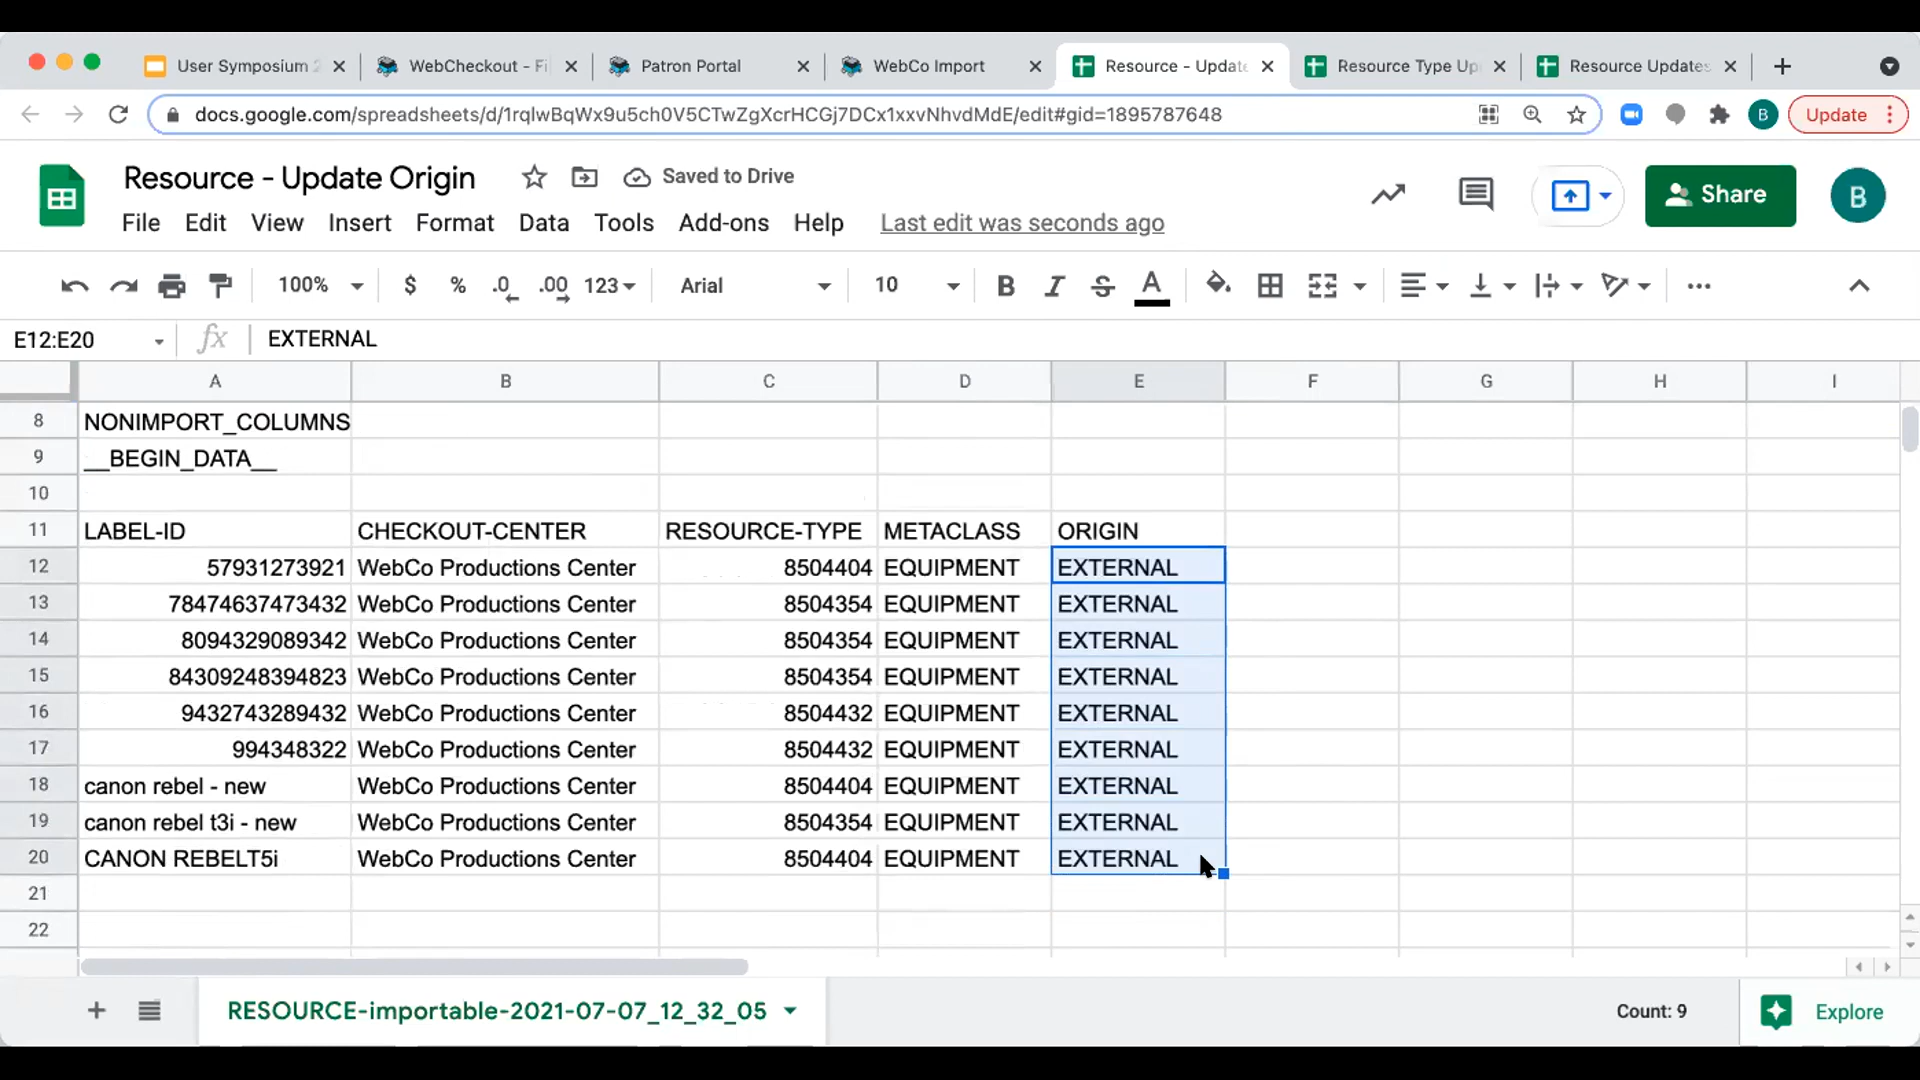 User Symposium 2
WebCheckout - Fi
Patron Portal
WebCo Import
Resource - Update
Resource Type Up
Resource Updates
docs.google.com/spreadsheets/d/1rqlwBqWx9u5ch0V5CTwZgXcrHCGj7DCx1xxvNhvdMdE/edit#gid=1895787648
B
Update
Resource - Update Origin
Saved to Drive
Share
B
File Edit View Insert Format Data Tools Add-ons Help Last edit was seconds ago
100% $ % .0 .00 123 Arial 10 B I S A
E12:E20 fx EXTERNAL
A B C D E F G H I
8 NONIMPORT_COLUMNS
9 __BEGIN_DATA__
10
11 LABEL-ID CHECKOUT-CENTER RESOURCE-TYPE METACLASS ORIGIN
12 57931273921 WebCo Productions Center 8504404 EQUIPMENT EXTERNAL
13 78474637473432 WebCo Productions Center 8504354 EQUIPMENT EXTERNAL
14 8094329089342 WebCo Productions Center 8504354 EQUIPMENT EXTERNAL
15 84309248394823 WebCo Productions Center 8504354 EQUIPMENT EXTERNAL
16 9432743289432 WebCo Productions Center 8504432 EQUIPMENT EXTERNAL
17 994348322 WebCo Productions Center 8504432 EQUIPMENT EXTERNAL
18 canon rebel - new WebCo Productions Center 8504404 EQUIPMENT EXTERNAL
19 canon rebel t3i - new WebCo Productions Center 8504354 EQUIPMENT EXTERNAL
20 CANON REBELT5i WebCo Productions Center 8504404 EQUIPMENT EXTERNAL
21
22
RESOURCE-importable-2021-07-07_12_32_05
Count: 9
Explore